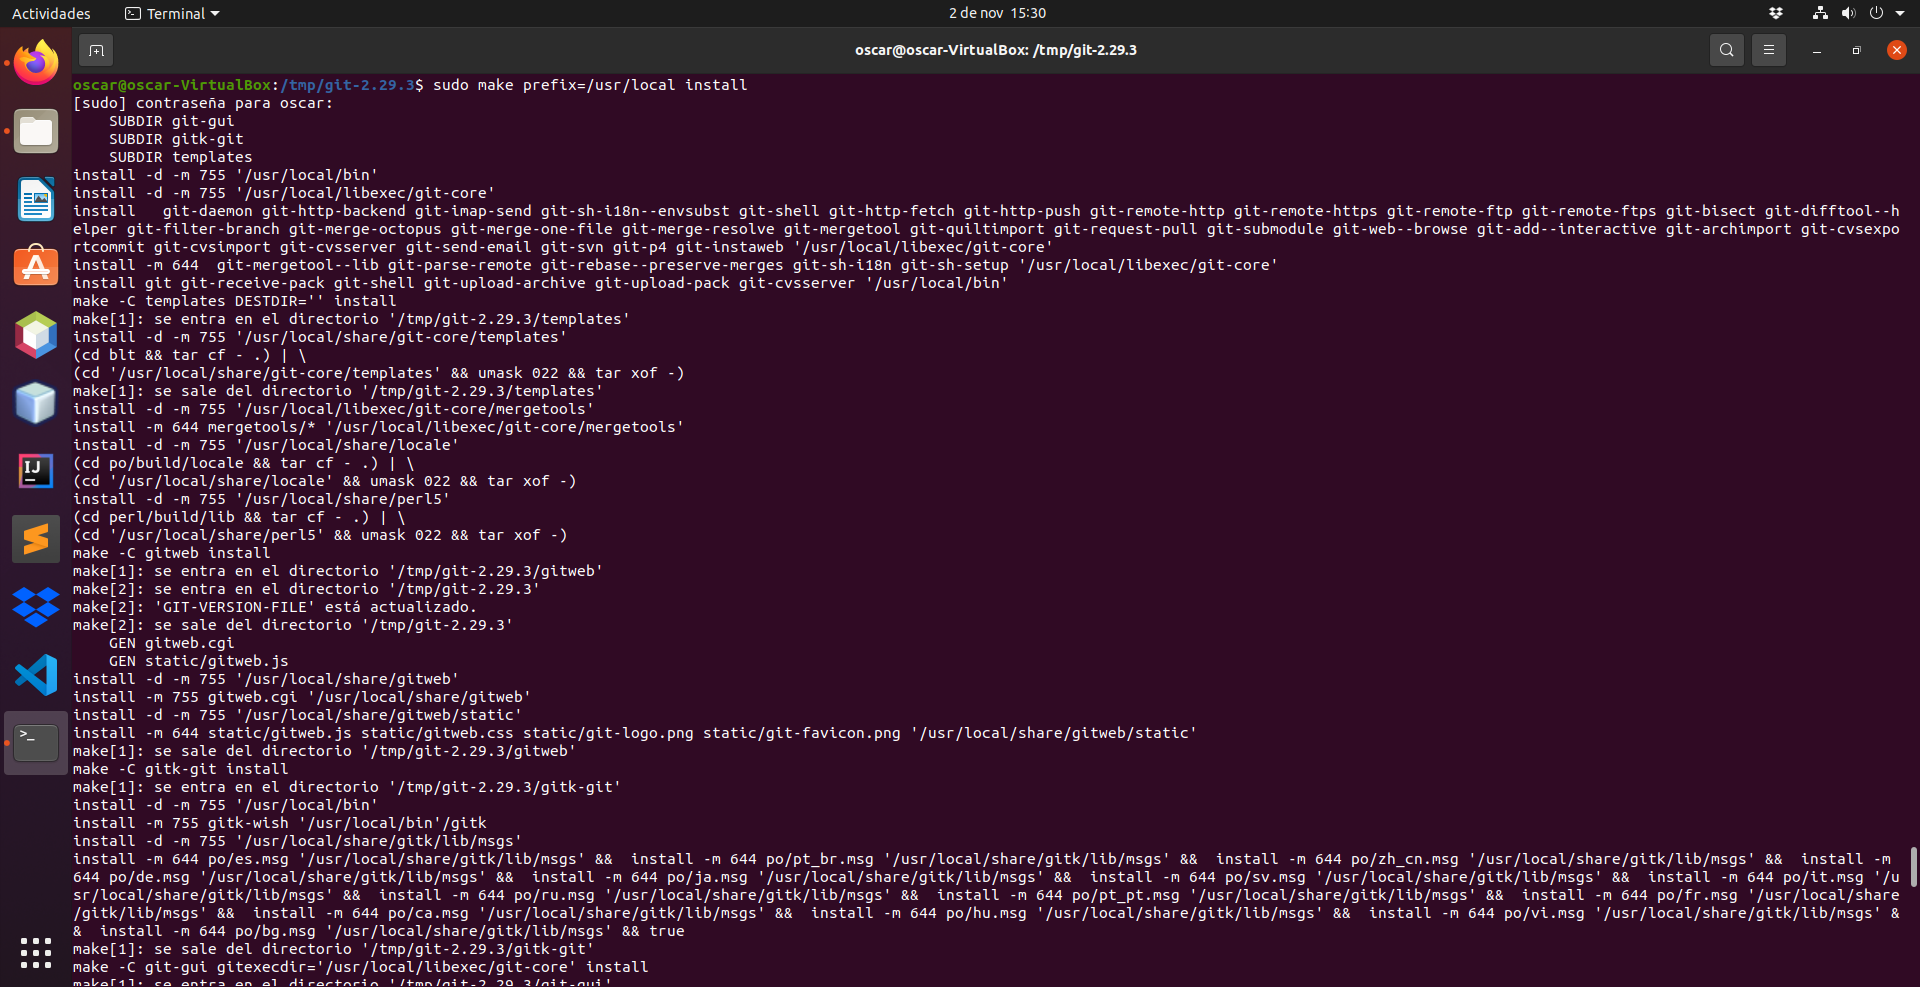 Actividades
Terminal
2 de nov 15:30
oscar@oscar-VirtualBox: /tmp/git-2.29.3
oscar@oscar-VirtualBox:/tmp/git-2.29.3$ sudo make prefix=/usr/local install
[sudo] contraseña para oscar:
    SUBDIR git-gui
    SUBDIR gitk-git
    SUBDIR templates
install -d -m 755 '/usr/local/bin'
install -d -m 755 '/usr/local/libexec/git-core'
install   git-daemon git-http-backend git-imap-send git-sh-i18n--envsubst git-shell git-http-fetch git-http-push git-remote-http git-remote-https git-remote-ftp git-remote-ftps git-bisect git-difftool--h
elper git-filter-branch git-merge-octopus git-merge-one-file git-merge-resolve git-mergetool git-quiltimport git-request-pull git-submodule git-web--browse git-add--interactive git-archimport git-cvsexpo
rtcommit git-cvsimport git-cvsserver git-send-email git-svn git-p4 git-instaweb '/usr/local/libexec/git-core'
install -m 644  git-mergetool--lib git-parse-remote git-rebase--preserve-merges git-sh-i18n git-sh-setup '/usr/local/libexec/git-core'
install git git-receive-pack git-shell git-upload-archive git-upload-pack git-cvsserver '/usr/local/bin'
make -C templates DESTDIR='' install
make[1]: se entra en el directorio '/tmp/git-2.29.3/templates'
install -d -m 755 '/usr/local/share/git-core/templates'
(cd blt && tar cf - .) | \
(cd '/usr/local/share/git-core/templates' && umask 022 && tar xof -)
make[1]: se sale del directorio '/tmp/git-2.29.3/templates'
install -d -m 755 '/usr/local/libexec/git-core/mergetools'
install -m 644 mergetools/* '/usr/local/libexec/git-core/mergetools'
install -d -m 755 '/usr/local/share/locale'
(cd po/build/locale && tar cf - .) | \
(cd '/usr/local/share/locale' && umask 022 && tar xof -)
install -d -m 755 '/usr/local/share/perl5'
(cd perl/build/lib && tar cf - .) | \
(cd '/usr/local/share/perl5' && umask 022 && tar xof -)
make -C gitweb install
make[1]: se entra en el directorio '/tmp/git-2.29.3/gitweb'
make[2]: se entra en el directorio '/tmp/git-2.29.3'
make[2]: 'GIT-VERSION-FILE' está actualizado.
make[2]: se sale del directorio '/tmp/git-2.29.3'
    GEN gitweb.cgi
    GEN static/gitweb.js
install -d -m 755 '/usr/local/share/gitweb'
install -m 755 gitweb.cgi '/usr/local/share/gitweb'
install -d -m 755 '/usr/local/share/gitweb/static'
install -m 644 static/gitweb.js static/gitweb.css static/git-logo.png static/git-favicon.png '/usr/local/share/gitweb/static'
make[1]: se sale del directorio '/tmp/git-2.29.3/gitweb'
make -C gitk-git install
make[1]: se entra en el directorio '/tmp/git-2.29.3/gitk-git'
install -d -m 755 '/usr/local/bin'
install -m 755 gitk-wish '/usr/local/bin'/gitk
install -d -m 755 '/usr/local/share/gitk/lib/msgs'
install -m 644 po/es.msg '/usr/local/share/gitk/lib/msgs' &&  install -m 644 po/pt_br.msg '/usr/local/share/gitk/lib/msgs' &&  install -m 644 po/zh_cn.msg '/usr/local/share/gitk/lib/msgs' &&  install -m
644 po/de.msg '/usr/local/share/gitk/lib/msgs' &&  install -m 644 po/ja.msg '/usr/local/share/gitk/lib/msgs' &&  install -m 644 po/sv.msg '/usr/local/share/gitk/lib/msgs' &&  install -m 644 po/it.msg '/u
sr/local/share/gitk/lib/msgs' &&  install -m 644 po/ru.msg '/usr/local/share/gitk/lib/msgs' &&  install -m 644 po/pt_pt.msg '/usr/local/share/gitk/lib/msgs' &&  install -m 644 po/fr.msg '/usr/local/share
/gitk/lib/msgs' &&  install -m 644 po/ca.msg '/usr/local/share/gitk/lib/msgs' &&  install -m 644 po/hu.msg '/usr/local/share/gitk/lib/msgs' &&  install -m 644 po/vi.msg '/usr/local/share/gitk/lib/msgs' &
&  install -m 644 po/bg.msg '/usr/local/share/gitk/lib/msgs' && true
make[1]: se sale del directorio '/tmp/git-2.29.3/gitk-git'
make -C git-gui gitexecdir='/usr/local/libexec/git-core' install
make[1]: se entra en el directorio '/tmp/git-2.29.3/git-gui'
IJ